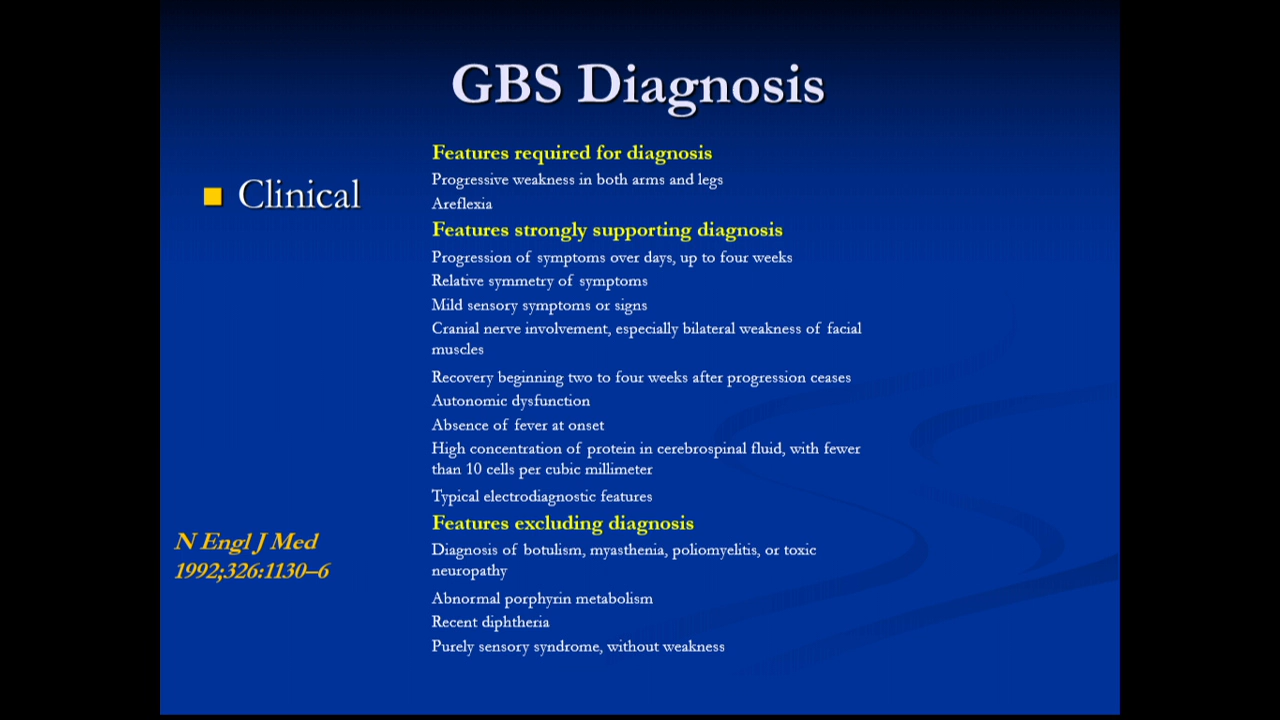 GBS Diagnosis
Clinical
Features required for diagnosis
Progressive weakness in both arms and legs
Areflexia
Features strongly supporting diagnosis
Progression of symptoms over days, up to four weeks
Relative symmetry of symptoms
Mild sensory symptoms or signs
Cranial nerve involvement, especially bilateral weakness of facial
muscles
Recovery beginning two to four weeks after progression ceases
Autonomic dysfunction
Absence of fever at onset
High concentration of protein in cerebrospinal fluid, with fewer
than 10 cells per cubic millimeter
Typical electrodiagnostic features
Features excluding diagnosis
Diagnosis of botulism, myasthenia, poliomyelitis, or toxic
neuropathy
Abnormal porphyrin metabolism
Recent diphtheria
Purely sensory syndrome, without weakness
N Engl J Med
1992;326:1130–6